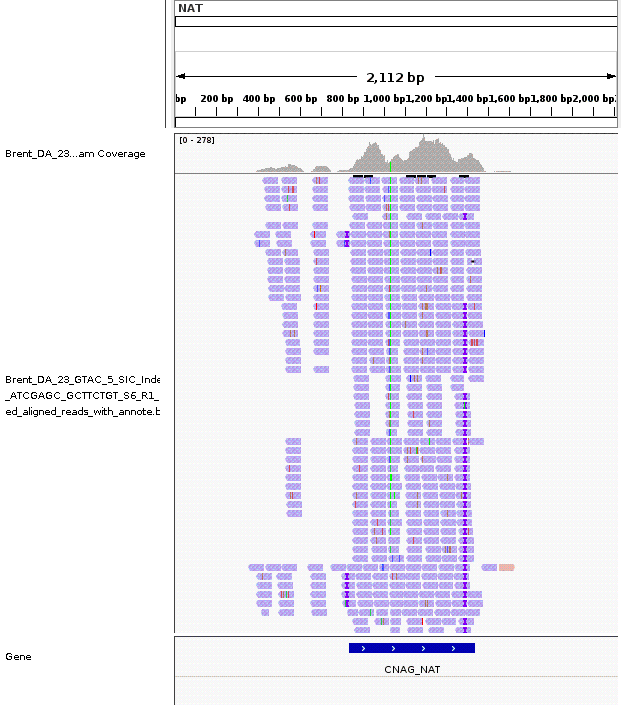 NAT
2,112 bp
bp 200 bp 400 bp 600 bp 800 bp 1,000 bp 1,200 bp 1,400 bp 1,600 bp 1,800 bp 2,000 bp
[0 - 278]
Brent_DA_23...am Coverage
Brent_DA_23_GTAC_5_SIC_Inde
_ATCGAGC_GCTTCTGT_S6_R1_
ed_aligned_reads_with_annote.b
Gene
CNAG_NAT